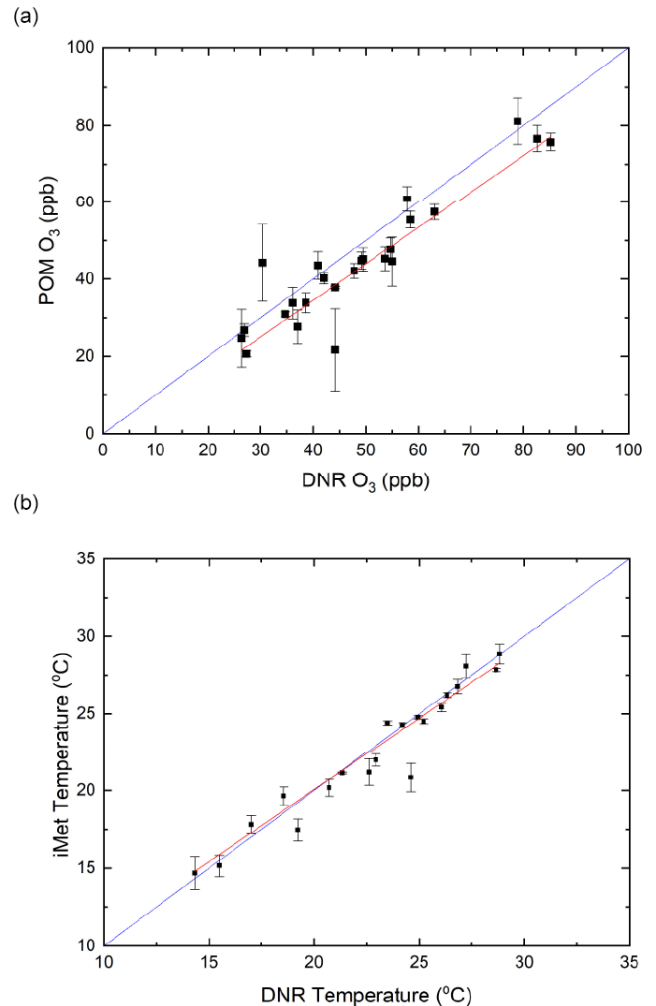 (a)
100
80
60
40
20
0
POM O₃ (ppb)
0 10 20 30 40 50 60 70 80 90 100
DNR O₃ (ppb)
(b)
35
30
25
20
15
10
iMet Temperature (⁰C)
10 15 20 25 30 35
DNR Temperature (⁰C)